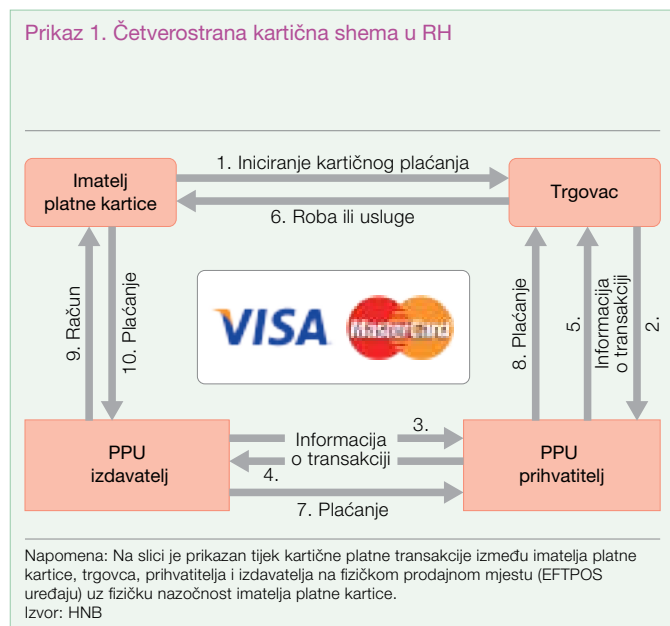 Prikaz 1. Četverostrana kartična shema u RH
Imatelj
platne kartice
1. Iniciranje kartičnog plaćanja
6. Roba ili usluge
Trgovac
9. Račun
10. Plaćanje
VISA
MasterCard
8. Plaćanje
5.
Informacija
o transakciji
2.
PPU
izdavatelj
3.
Informacija
o transakciji
4.
7. Plaćanje
PPU
prihvatitelj
Napomena: Na slici je prikazan tijek kartične platne transakcije između imatelja platne
kartice, trgovca, prihvatitelja i izdavatelja na fizičkom prodajnom mjestu (EFTPOS
uređaju) uz fizičku nazočnost imatelja platne kartice.
Izvor: HNB